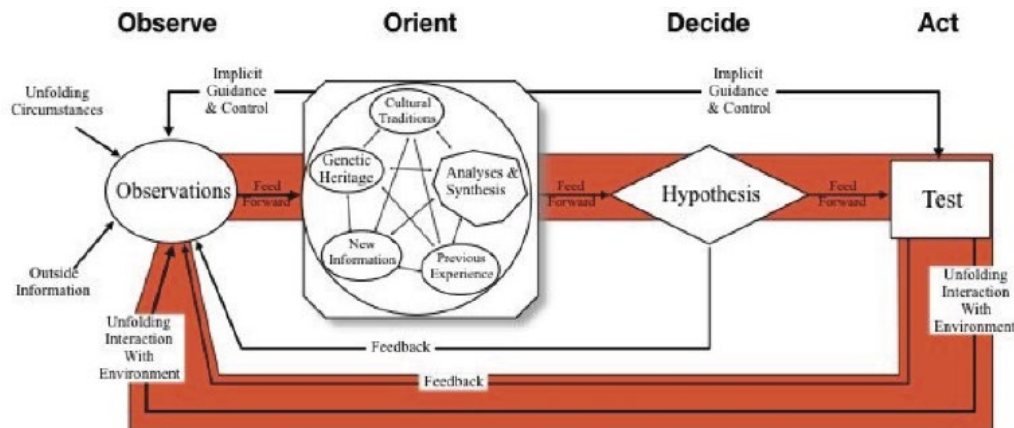 Observe
Orient
Decide
Act
Unfolding
Circumstances
Implicit
Guidance
& Control
Cultural
Traditions
Implicit
Guidance
& Control
Genetic
Heritage
Analyses &
Synthesis
Observations
Feed
Forward
Feed
Forward
Hypothesis
Feed
Forward
Test
New
Information
Previous
Experience
Outside
Information
Unfolding
Interaction
With
Environment
Unfolding
Interaction
With
Environment
Feedback
Feedback